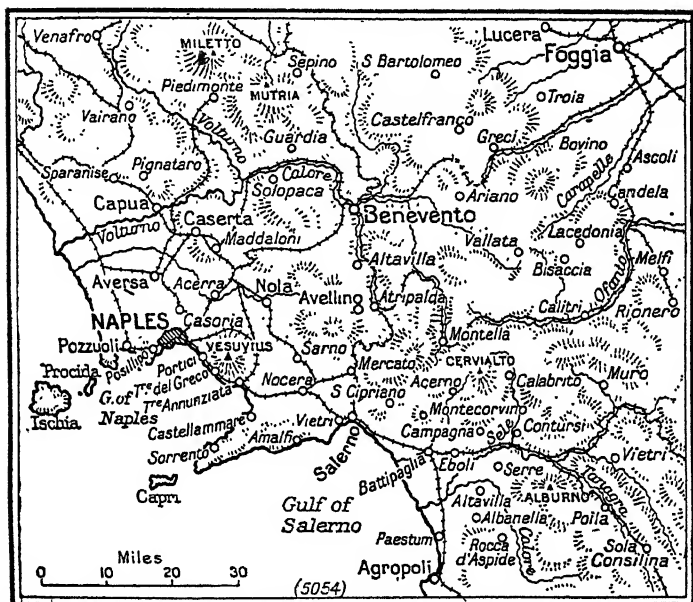 Venafro
MILETTO
Sepino
S Bartolomeo
Lucera
Foggia
Piedimonte
MUTRIA
Troia
Vairano
Volturno
Castelfranco
Guardia
Greci
Bovino
Ascoli
Sparanise
Pignataro
Calore
Solopaca
Carapelle
Candela
Capua
Caserta
Benevento
Ariano
Volturno
Maddaloni
Vallata
Lacedonia
Melfi
Aversa
Altavilla
Bisaccia
Acerra
Nola
Avellino
Atripalda
Calitri
Ofanto
Rionero
NAPLES
Casoria
Montella
Pozzuoli
Posilipo
VESUVIUS
Sarno
Mercato
CERVIALTO
Procida
Portici
Tre del Greco
Nocera
Acerno
Calabrito
Muro
G. of
Naples
Tre Annunziata
S Cipriano
Montecorvino
Ischia
Castellammare
Vietri
Campagna
Sele
Contursi
Sorrento
Amalfi
Salerno
Battipaglia
Eboli
Serre
Vietri
Capri
Gulf of
Salerno
Altavilla
ALBURNO
Tanagra
Albanella
Polla
Miles
Paestum
Rocca
d'Aspide
Calore
Sola
Consilina
0 10 20 30
(5054)
Agropoli